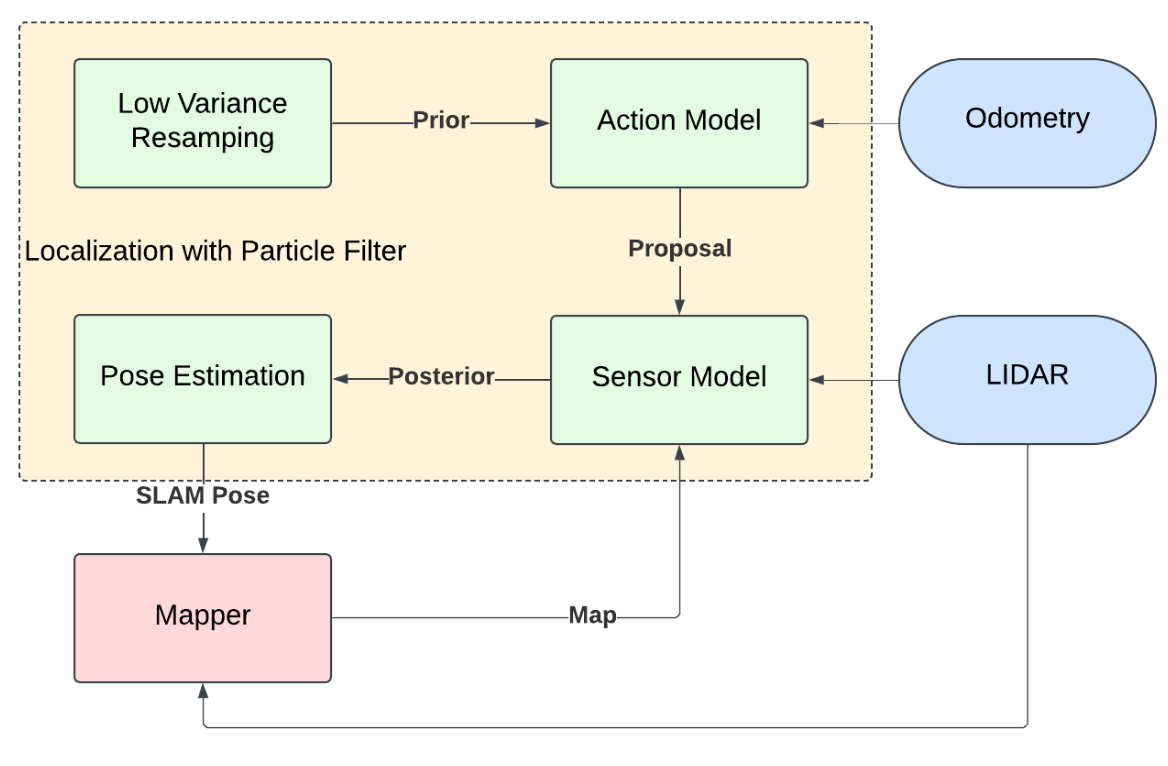 Low Variance
Resampling
Prior
Action Model
Odometry
Localization with Particle Filter
Proposal
Pose Estimation
Posterior
Sensor Model
LIDAR
SLAM Pose
Mapper
Map